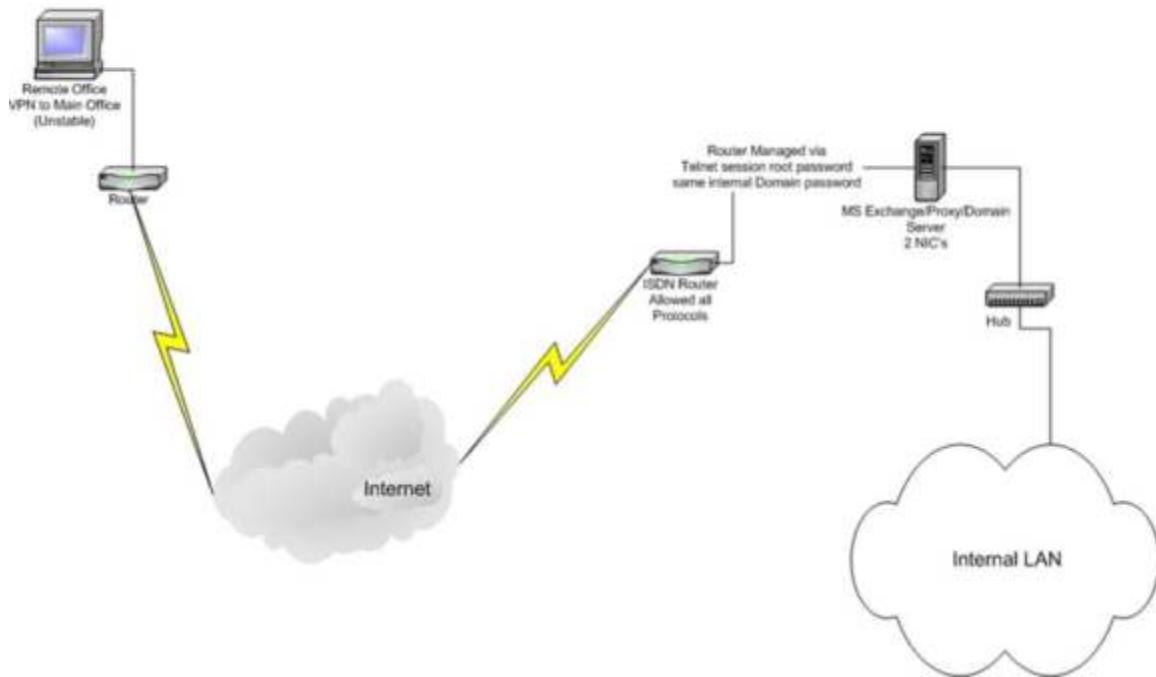 Remote Office
VPN to Main Office
(Unstable)
Router
Router Managed via
Telnet session root password
same internal Domain password
MS Exchange/Proxy/Domain
Server
2 NIC's
ISDN Router
Allowed all
Protocols
Hub
Internet
Internal LAN